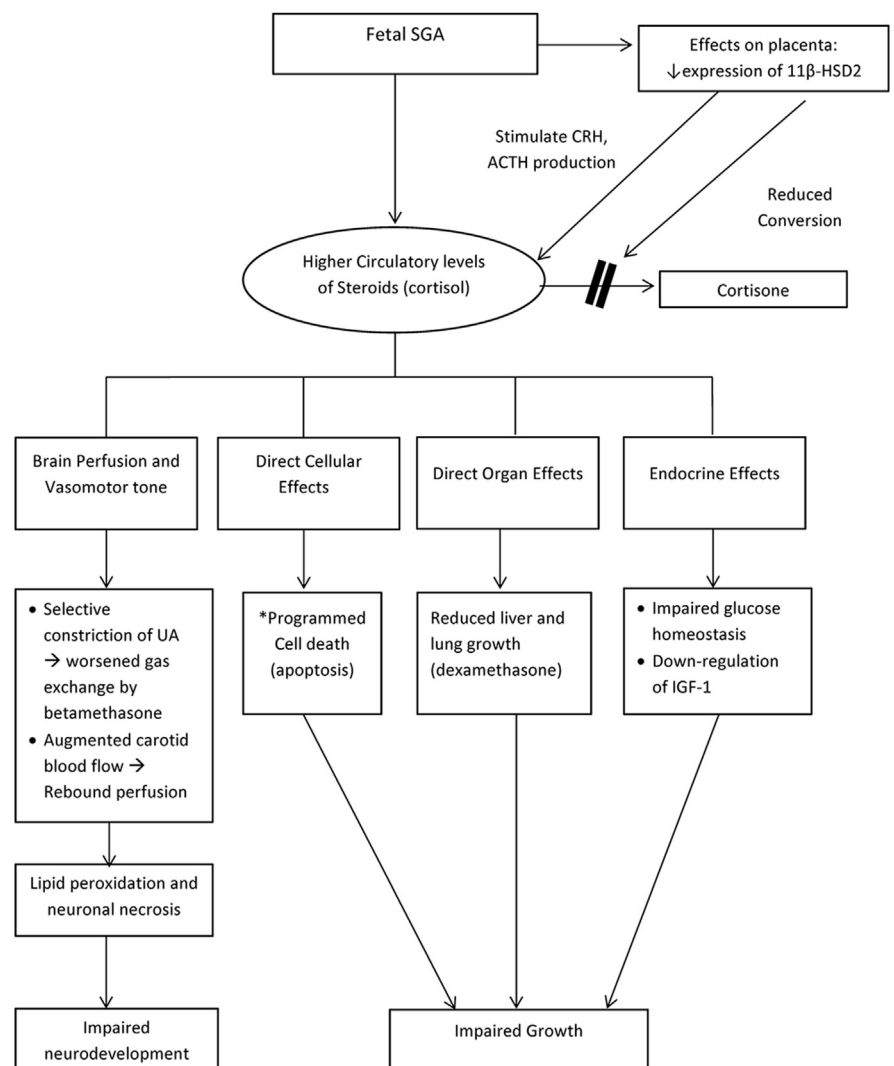 Fetal SGA
Effects on placenta:
↓expression of 11β-HSD2
Stimulate CRH,
ACTH production
Reduced
Conversion
Higher Circulatory levels
of Steroids (cortisol)
Cortisone
Brain Perfusion and
Vasomotor tone
Direct Cellular
Effects
Direct Organ Effects
Endocrine Effects
• Selective
constriction of UA
→ worsened gas
exchange by
betamethasone
• Augmented carotid
blood flow →
Rebound perfusion
*Programmed
Cell death
(apoptosis)
Reduced liver and
lung growth
(dexamethasone)
• Impaired glucose
homeostasis
• Down-regulation
of IGF-1
Lipid peroxidation and
neuronal necrosis
Impaired
neurodevelopment
Impaired Growth